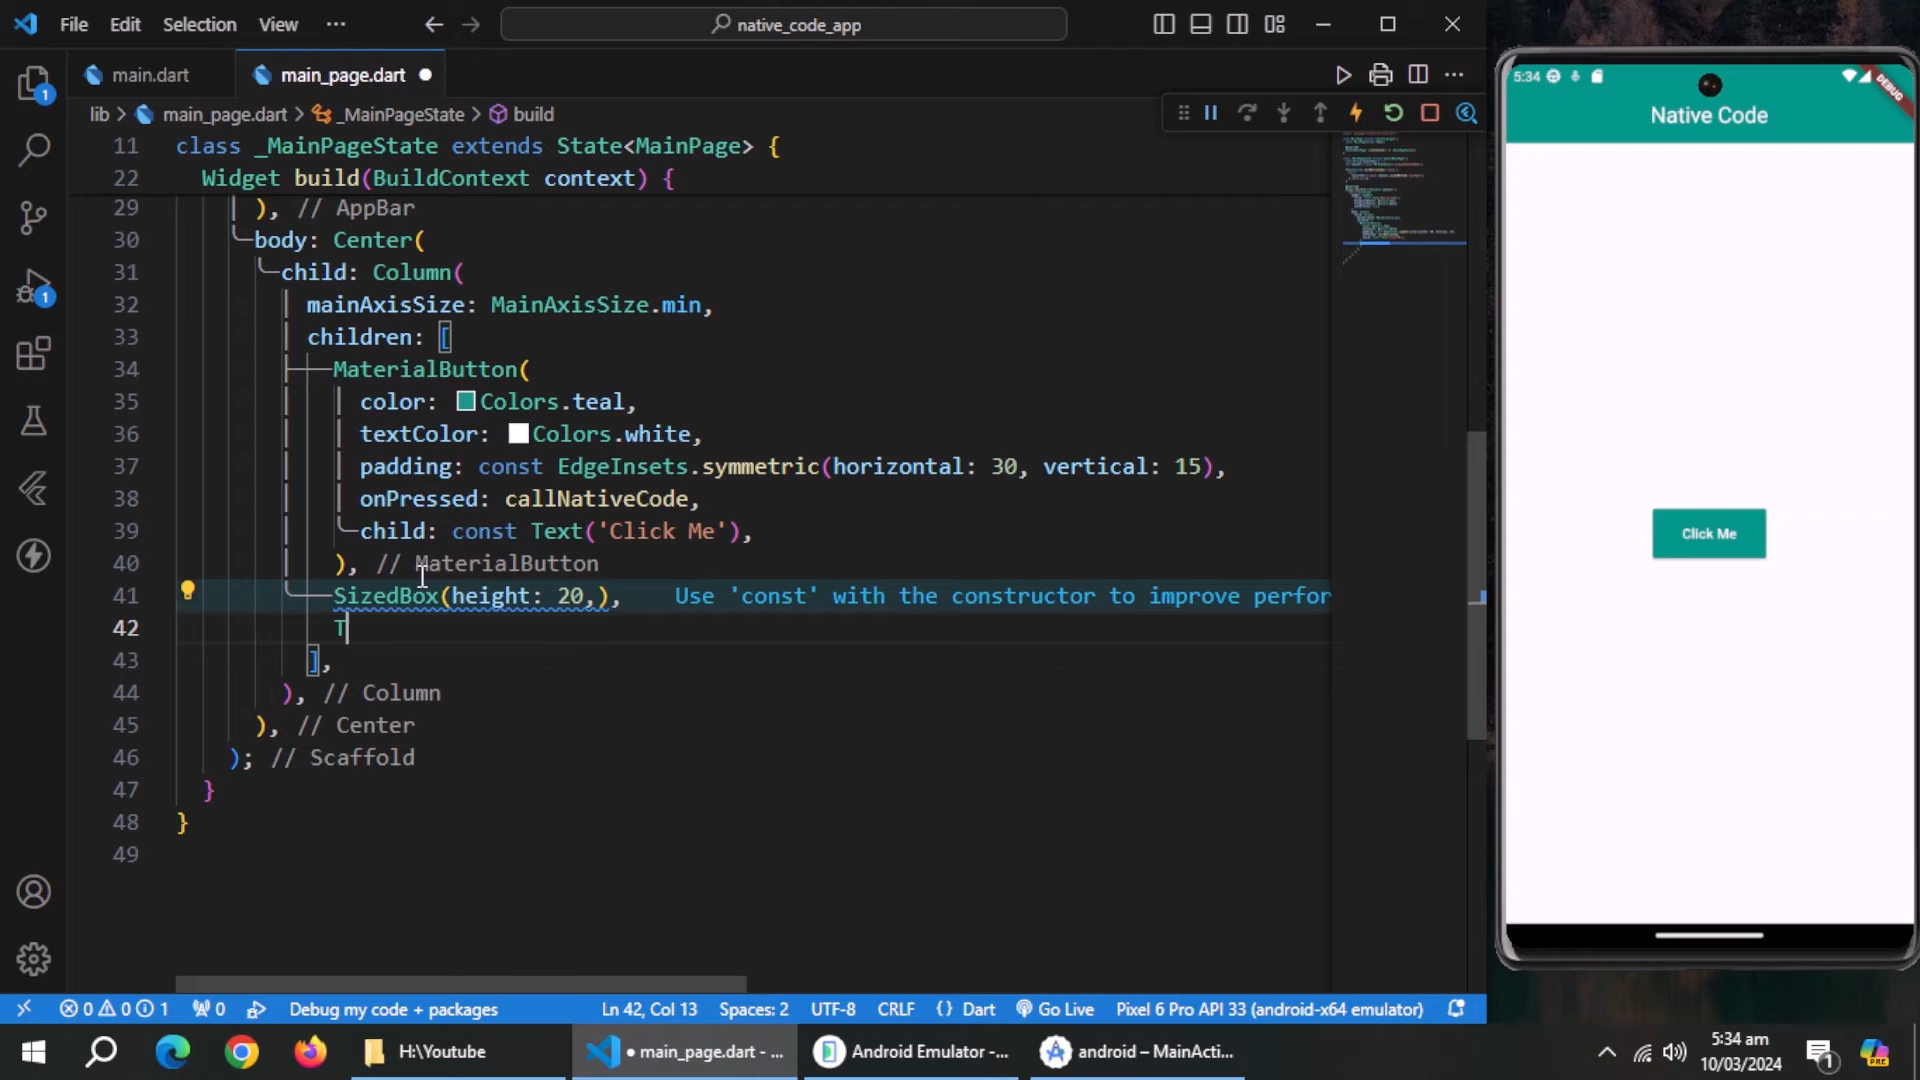 File Edit Selection View ··· native_code_app
main.dart main_page.dart
lib > main_page.dart > _MainPageState > build
11 class _MainPageState extends State<MainPage> {
22 Widget build(BuildContext context) {
29 ), // AppBar
30 body: Center(
31 child: Column(
32 mainAxisSize: MainAxisSize.min,
33 children: [
34 MaterialButton(
35 color: Colors.teal,
36 textColor: Colors.white,
37 padding: const EdgeInsets.symmetric(horizontal: 30, vertical: 15),
38 onPressed: callNativeCode,
39 child: const Text('Click Me'),
40 ), // MaterialButton
41 SizedBox(height: 20,), Use 'const' with the constructor to improve perfor
42 T
43 ],
44 ), // Column
45 ), // Center
46 ); // Scaffold
47 }
48 }
49
1
1
0 0 1 0 Debug my code + packages Ln 42, Col 13 Spaces: 2 UTF-8 CRLF {} Dart Go Live Pixel 6 Pro API 33 (android-x64 emulator)
H:\Youtube ● main_page.dart - ... Android Emulator -... android – MainActi...
5:34 am
10/03/2024
1
PRE
5:34
DEBUG
Native Code
Click Me